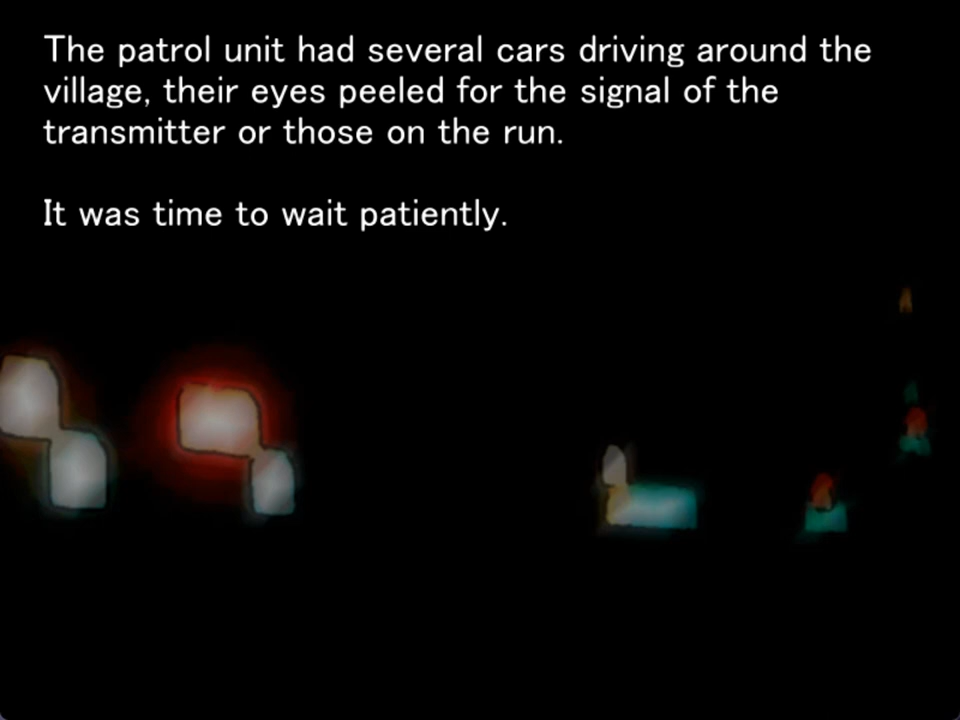 The patrol unit had several cars driving around the
village, their eyes peeled for the signal of the
transmitter or those on the run.
It was time to wait patiently.